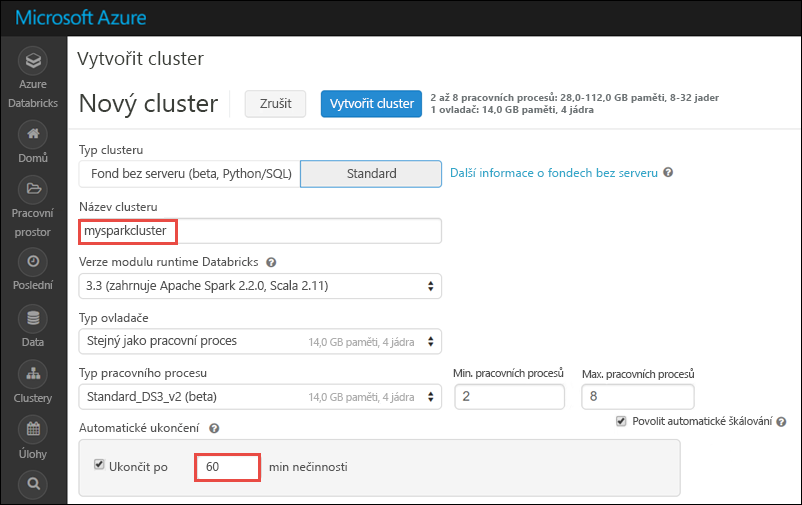 Microsoft Azure
Azure
Databricks
Domů
Pracovní
prostor
Poslední
Data
Clustery
Úlohy
Vytvořit cluster
Nový cluster
Zrušit
Vytvořit cluster
2 až 8 pracovních procesů: 28,0-112,0 GB paměti, 8-32 jader
1 ovladač: 14,0 GB paměti, 4 jádra
Typ clusteru
Fond bez serveru (beta, Python/SQL)
Standard
Další informace o fondech bez serveru ?
Název clusteru
mysparkcluster
Verze modulu runtime Databricks ?
3.3 (zahrnuje Apache Spark 2.2.0, Scala 2.11)
Typ ovladače
Stejný jako pracovní proces 14,0 GB paměti, 4 jádra
Typ pracovního procesu
Min. pracovních procesů
Max. pracovních procesů
Standard_DS3_v2 (beta) 14,0 GB paměti, 4 jádra
2
8
Povolit automatické škálování ?
Automatické ukončení ?
Ukončit po 60 min nečinnosti